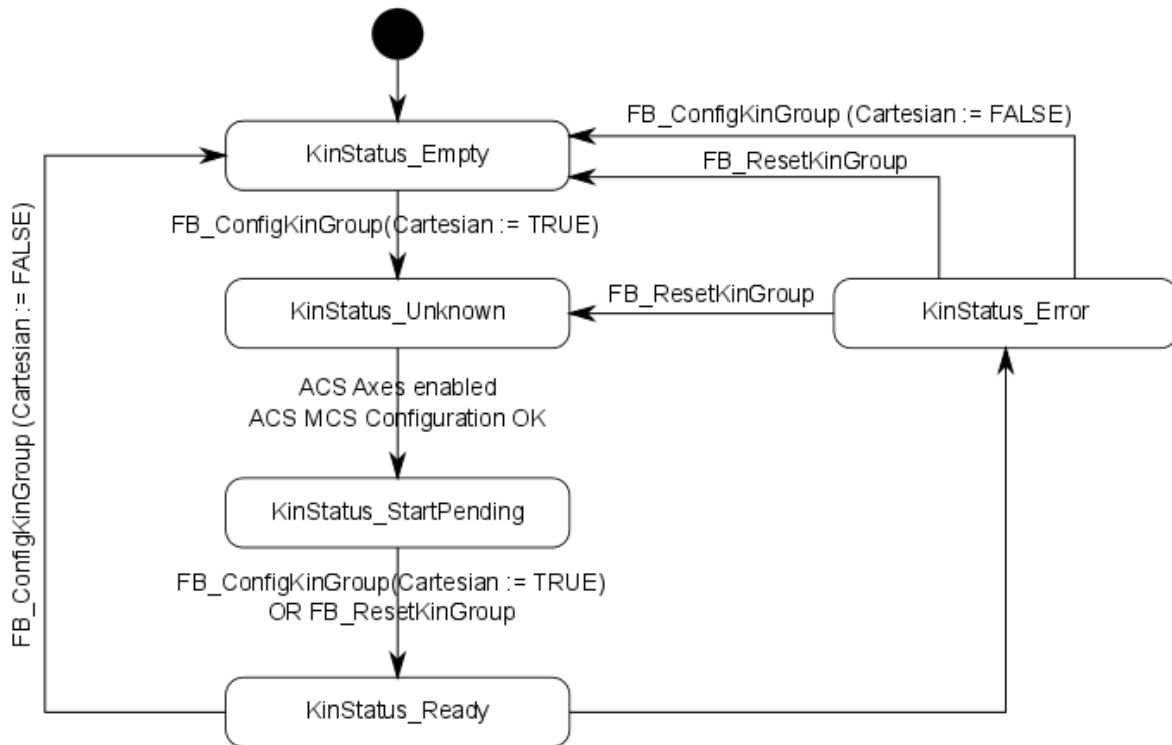 FB_ConfigKinGroup (Cartesian := FALSE)
KinStatus_Empty
FB_ResetKinGroup
FB_ConfigKinGroup(Cartesian := TRUE)
KinStatus_Unknown
FB_ResetKinGroup
KinStatus_Error
ACS Axes enabled
ACS MCS Configuration OK
FB_ConfigKinGroup (Cartesian := FALSE)
KinStatus_StartPending
FB_ConfigKinGroup(Cartesian := TRUE)
OR FB_ResetKinGroup
KinStatus_Ready